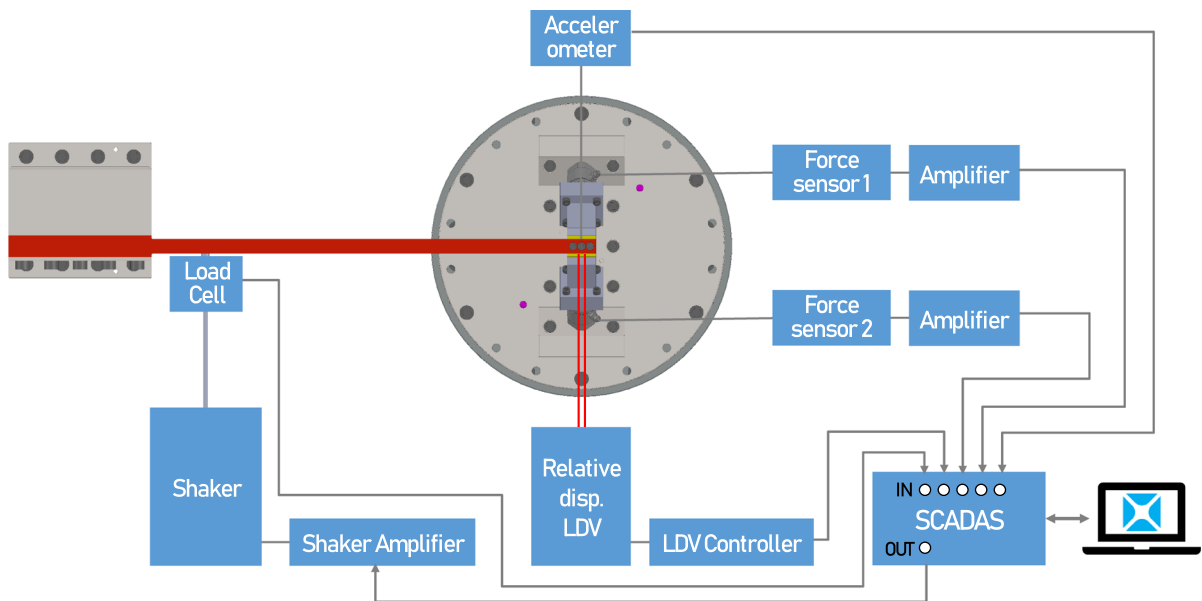 Acceler
ometer
Force
sensor 1
Amplifier
Load
Cell
Force
sensor 2
Amplifier
Shaker
Relative
disp.
LDV
IN
SCADAS
Shaker Amplifier
LDV Controller
OUT